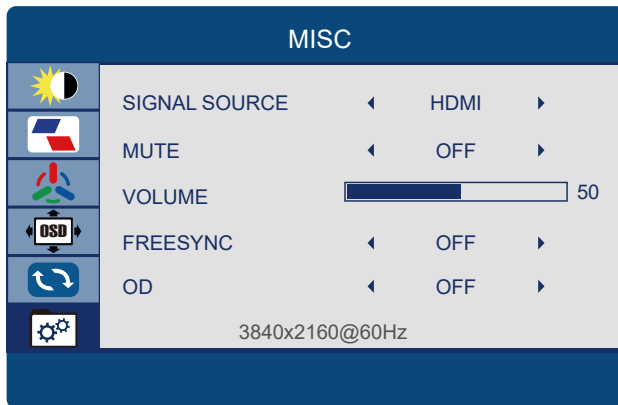 MISC
SIGNAL SOURCE HDMI
MUTE OFF
VOLUME 50
OSD
FREESYNC OFF
OD OFF
3840x2160@60Hz